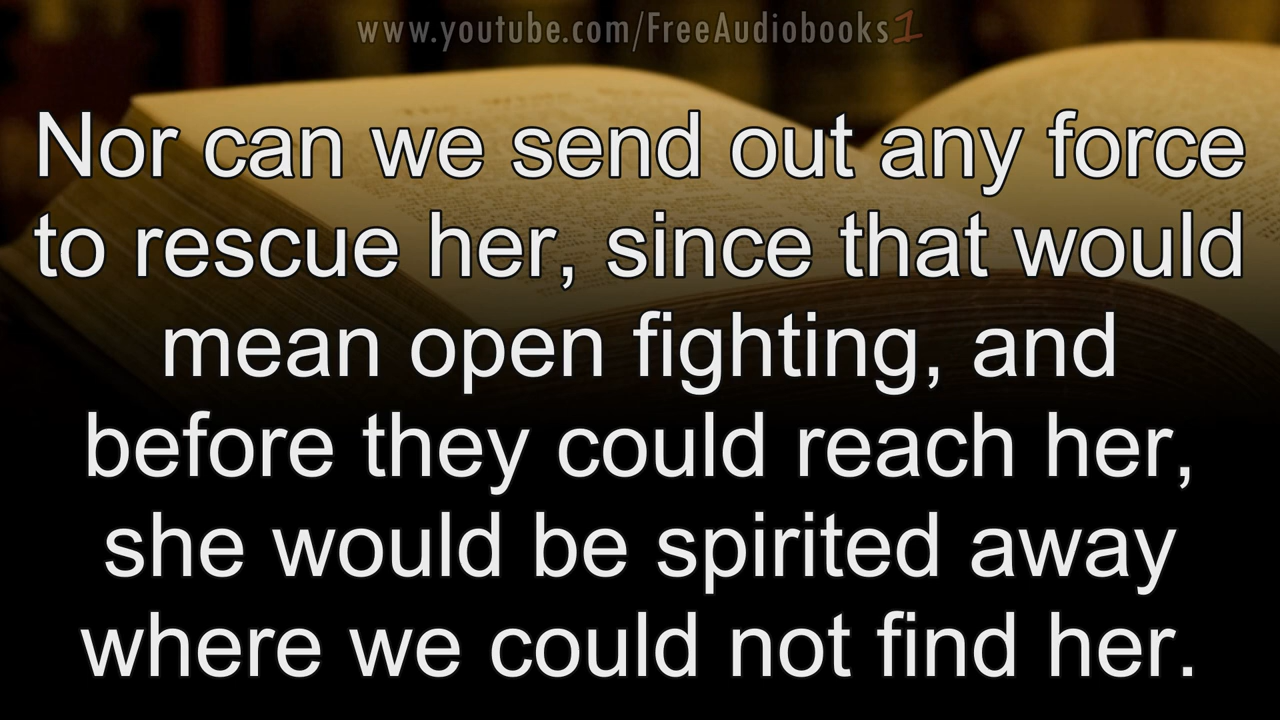 www.youtube.com/FreeAudiobooks1
Nor can we send out any force
to rescue her, since that would
mean open fighting, and
before they could reach her,
she would be spirited away
where we could not find her.